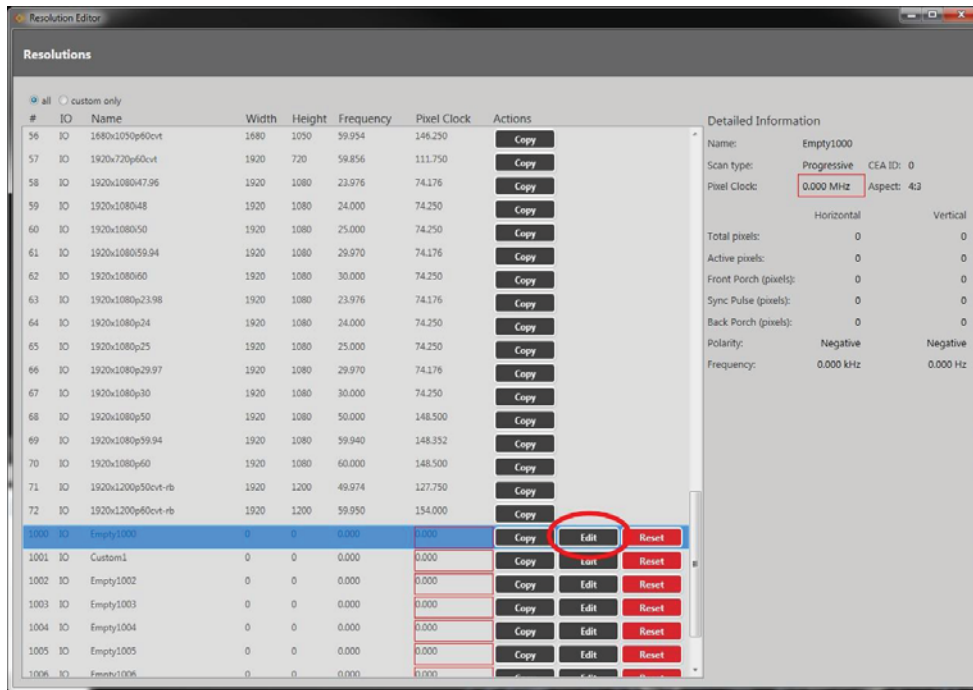 Resolution Editor
Resolutions
all custom only
# IO Name Width Height Frequency Pixel Clock Actions
56 IO 1680x1050p60cvt 1680 1050 59.954 146.250 Copy
57 IO 1920x720p60cvt 1920 720 59.856 111.750 Copy
58 IO 1920x1080i47.96 1920 1080 23.976 74.176 Copy
59 IO 1920x1080i48 1920 1080 24.000 74.250 Copy
60 IO 1920x1080i50 1920 1080 25.000 74.250 Copy
61 IO 1920x1080i59.94 1920 1080 29.970 74.176 Copy
62 IO 1920x1080i60 1920 1080 30.000 74.250 Copy
63 IO 1920x1080p23.98 1920 1080 23.976 74.176 Copy
64 IO 1920x1080p24 1920 1080 24.000 74.250 Copy
65 IO 1920x1080p25 1920 1080 25.000 74.250 Copy
66 IO 1920x1080p29.97 1920 1080 29.970 74.176 Copy
67 IO 1920x1080p30 1920 1080 30.000 74.250 Copy
68 IO 1920x1080p50 1920 1080 50.000 148.500 Copy
69 IO 1920x1080p59.94 1920 1080 59.940 148.352 Copy
70 IO 1920x1080p60 1920 1080 60.000 148.500 Copy
71 IO 1920x1200p50cvt-rb 1920 1200 49.974 127.750 Copy
72 IO 1920x1200p60cvt-rb 1920 1200 59.950 154.000 Copy
1000 IO Empty1000 0 0 0.000 0.000 Copy Edit Reset
1001 IO Custom1 0 0 0.000 0.000 Copy Edit Reset
1002 IO Empty1002 0 0 0.000 0.000 Copy Edit Reset
1003 IO Empty1003 0 0 0.000 0.000 Copy Edit Reset
1004 IO Empty1004 0 0 0.000 0.000 Copy Edit Reset
1005 IO Empty1005 0 0 0.000 0.000 Copy Edit Reset
1006 IO Empty1006 0 0 0.000 0.000
Detailed Information
Name: Empty1000
Scan type: Progressive CEA ID: 0
Pixel Clock: 0.000 MHz Aspect: 4:3
Horizontal Vertical
Total pixels: 0 0
Active pixels: 0 0
Front Porch (pixels): 0 0
Sync Pulse (pixels): 0 0
Back Porch (pixels): 0 0
Polarity: Negative Negative
Frequency: 0.000 kHz 0.000 Hz